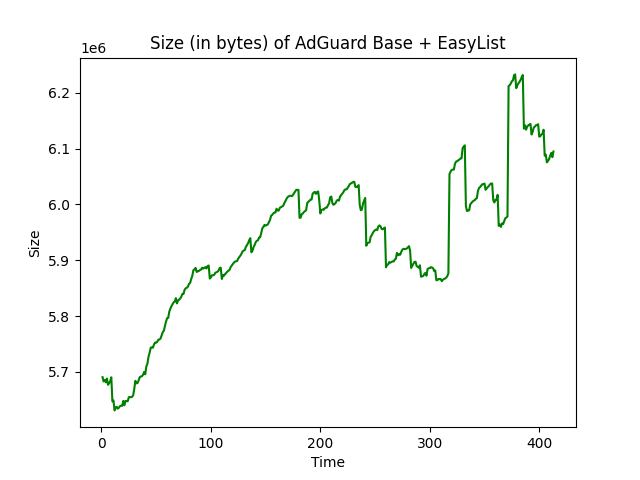 Size (in bytes) of AdGuard Base + EasyList
1e6
6.2
6.1
6.0
5.9
5.8
5.7
Size
0 100 200 300 400
Time